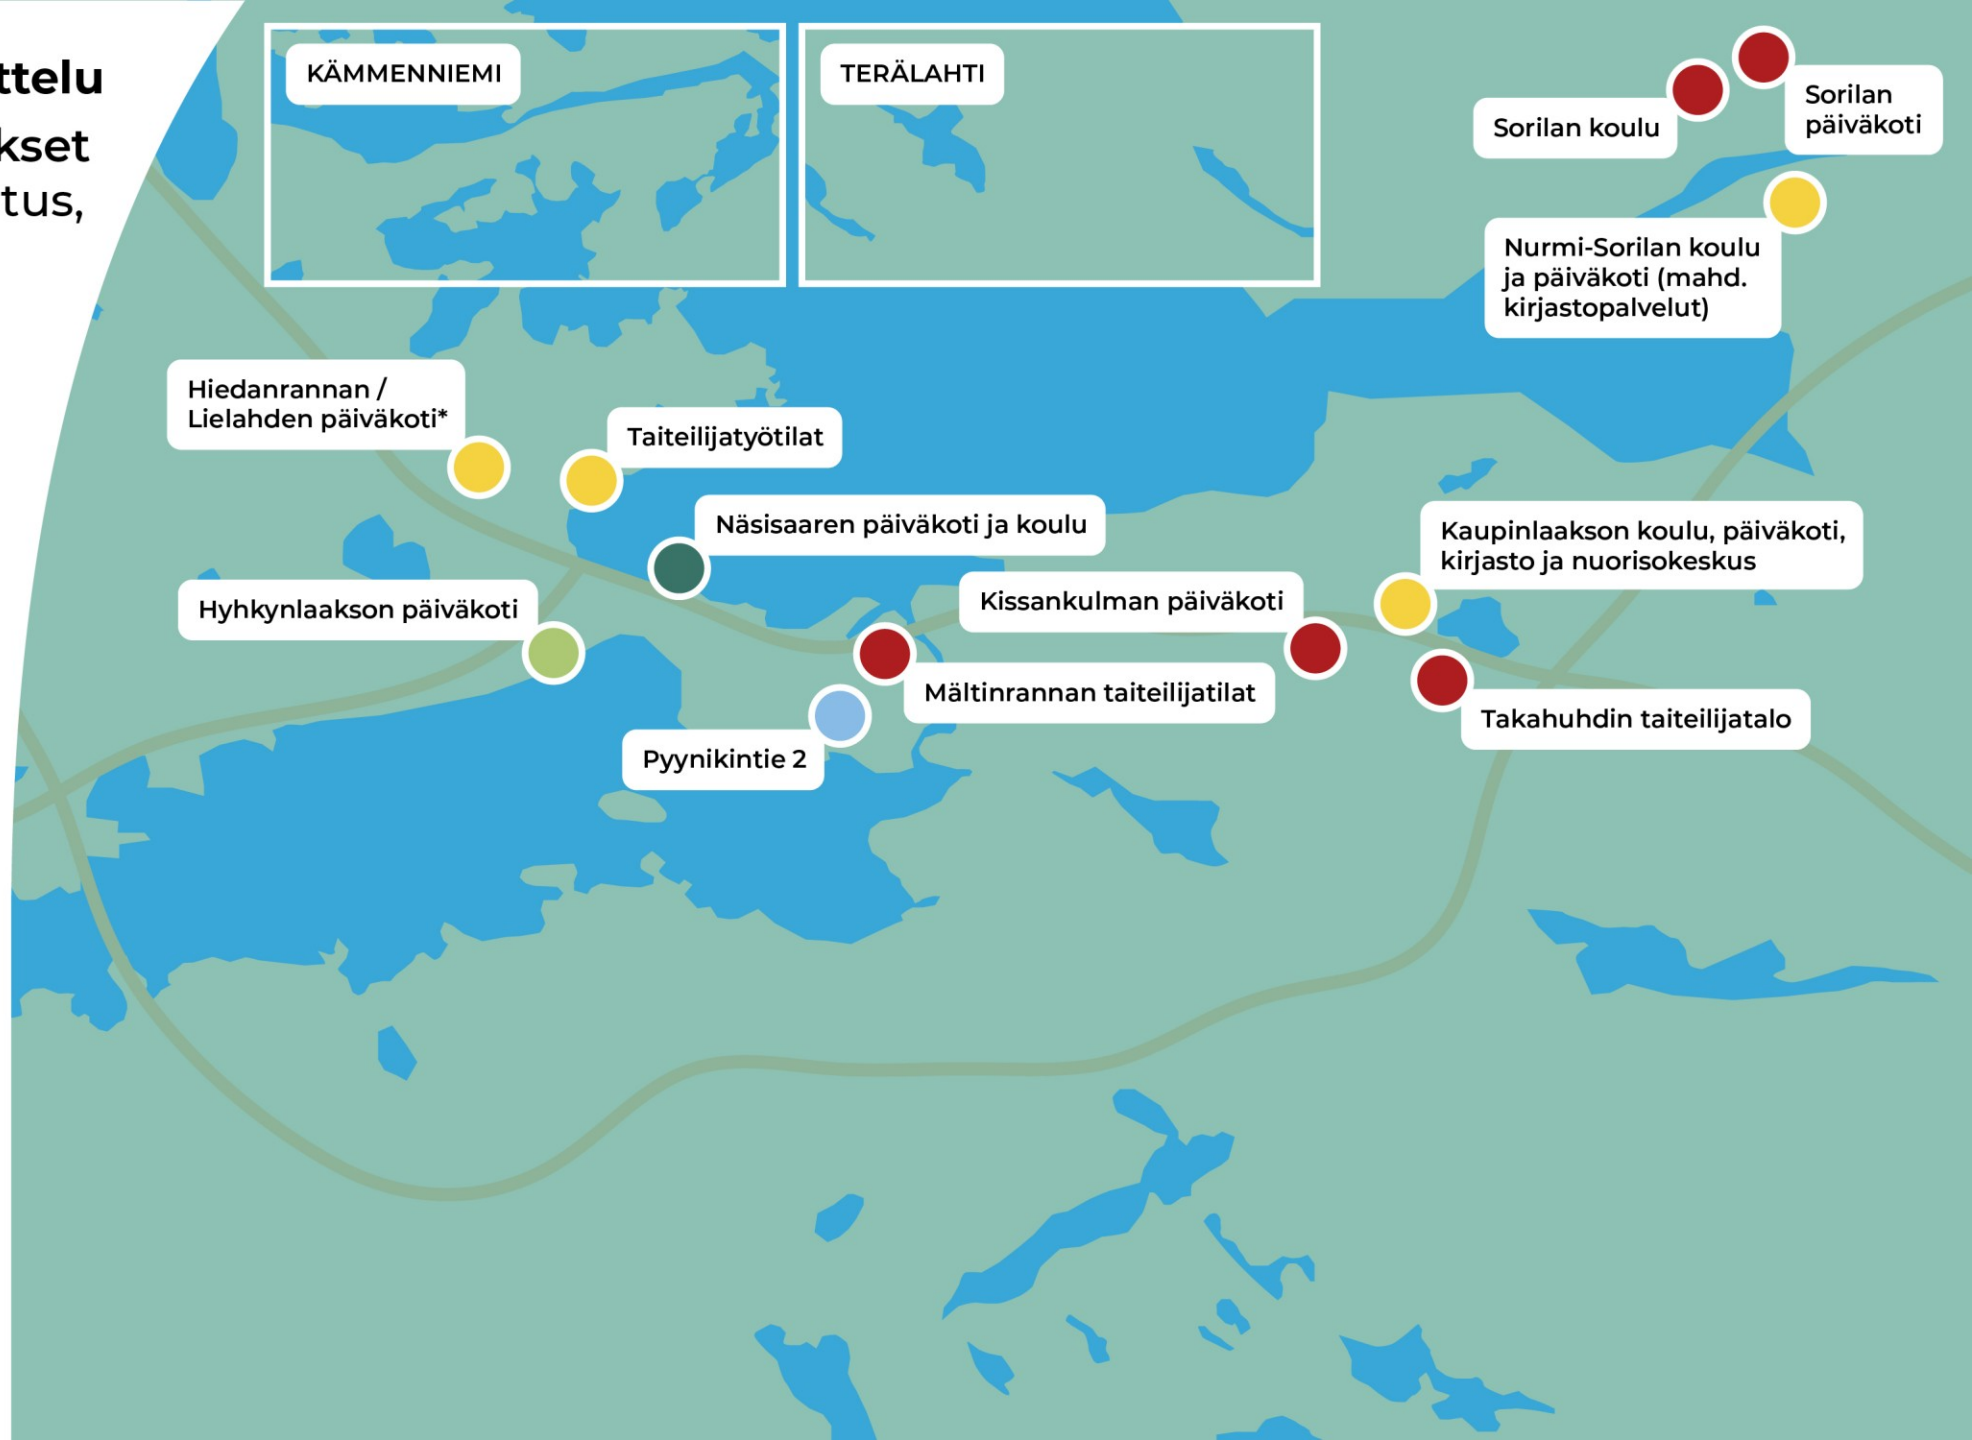 ttelu
kset
tus,
KÄMMENNIEMI
TERÄLAHTI
Sorilan koulu
Sorilan
päiväkoti
Nurmi-Sorilan koulu
ja päiväkoti (mahd.
kirjastopalvelut)
Hiedanrannan /
Lielahden päiväkoti*
Taiteilijatyötilat
Näsisaaren päiväkoti ja koulu
Kaupinlaakson koulu, päiväkoti,
kirjasto ja nuorisokeskus
Hyhkynlaakson päiväkoti
Kissankulman päiväkoti
Mältinrannan taiteilijatilat
Takahuhdin taiteilijatalo
Pyynikintie 2